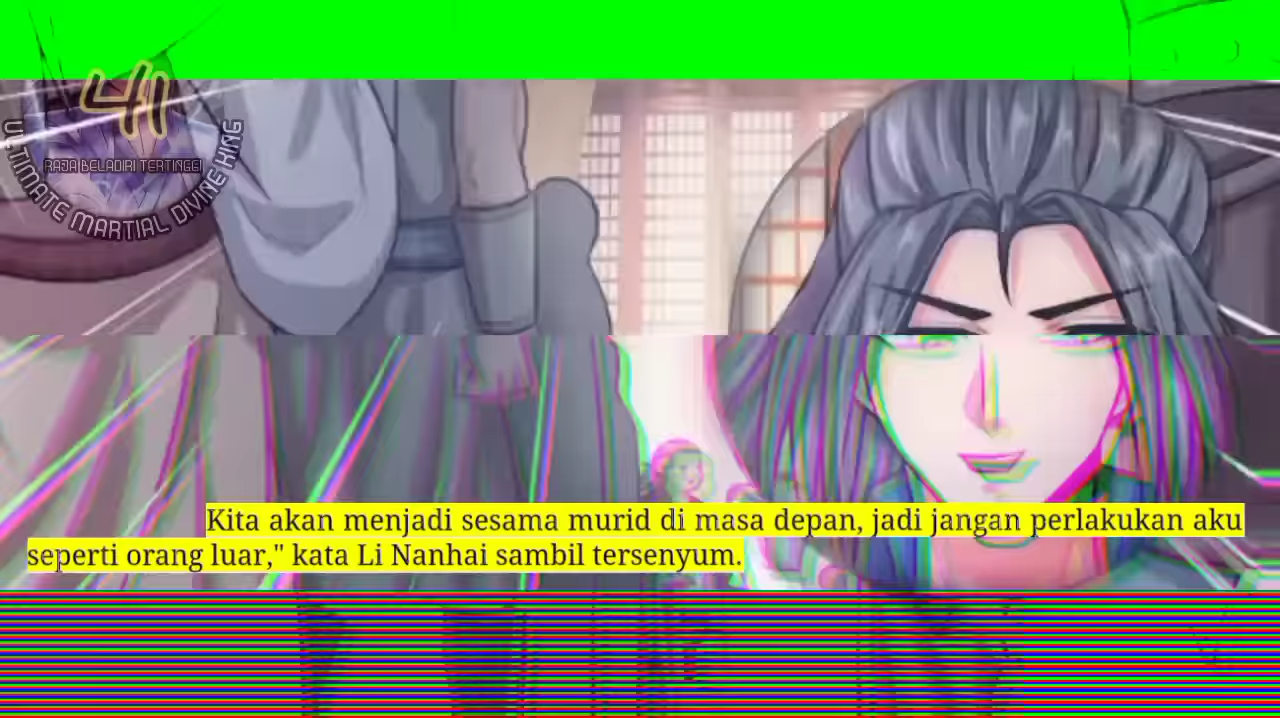 41
RAJA BELADIRI TERTINGGI
ULTIMATE MARTIAL DIVINE KING
Kita akan menjadi sesama murid di masa depan, jadi jangan perlakukan aku
seperti orang luar," kata Li Nanhai sambil tersenyum.